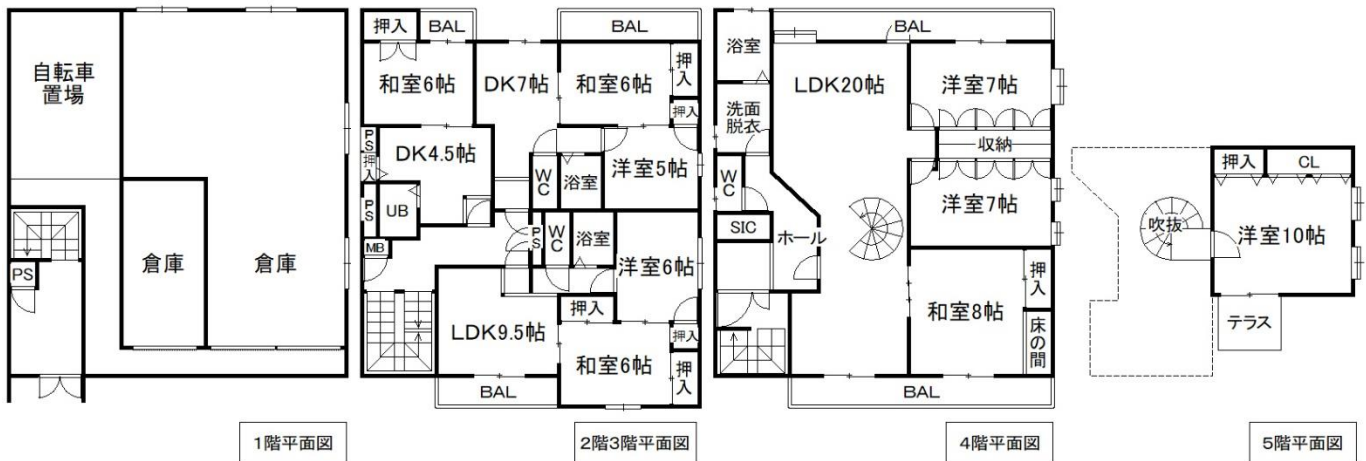 自転車
置場
PS
倉庫
倉庫
1階平面図
押入
BAL
BAL
和室6帖
DK7帖
和室6帖
押入
押入
PS
押入
DK4.5帖
WC
浴室
洋室5帖
PS
UB
MB
PS
WC
浴室
洋室6帖
LDK9.5帖
押入
和室6帖
押入
押入
BAL
2階3階平面図
BAL
浴室
LDK20帖
洋室7帖
洗面
脱衣
収納
WC
洋室7帖
SIC
ホール
和室8帖
押入
床の間
BAL
4階平面図
押入
CL
吹抜
洋室10帖
テラス
5階平面図